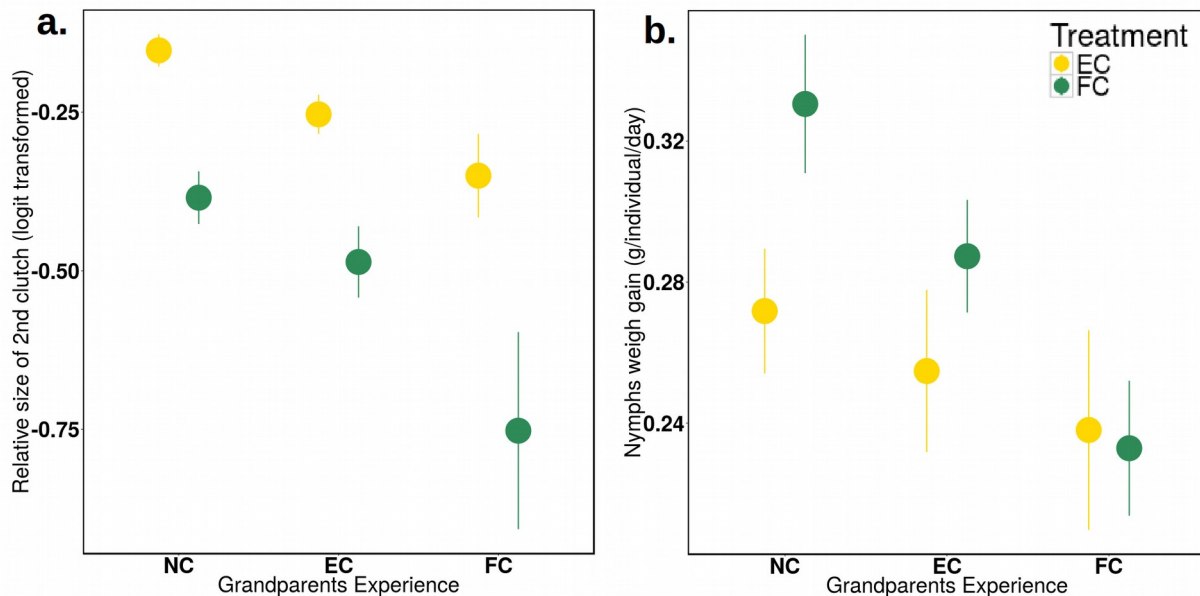 a.
Relative size of 2nd clutch (logit transformed)
-0.25
-0.50
-0.75
NC EC FC
Grandparents Experience
b.
Treatment
EC
FC
Nymphs weigh gain (g/individual/day)
0.32
0.28
0.24
NC EC FC
Grandparents Experience